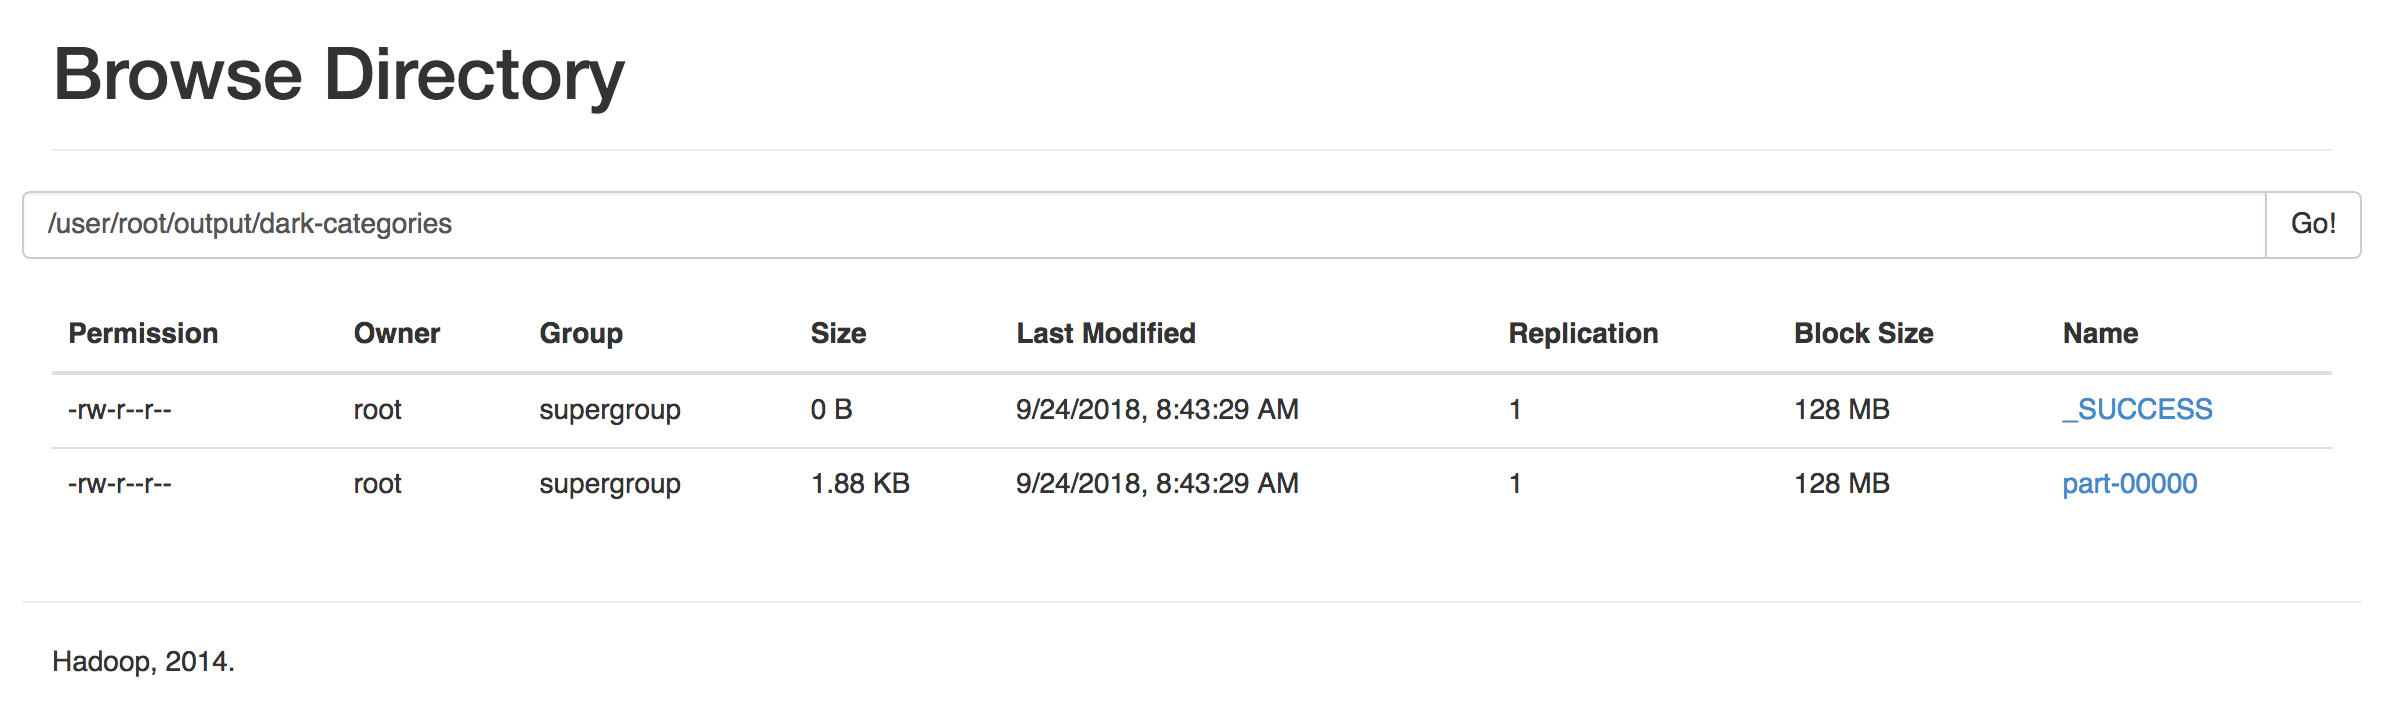 Browse Directory
/user/root/output/dark-categories Go!
Permission Owner Group Size Last Modified Replication Block Size Name
-rw-r--r-- root supergroup 0 B 9/24/2018, 8:43:29 AM 1 128 MB _SUCCESS
-rw-r--r-- root supergroup 1.88 KB 9/24/2018, 8:43:29 AM 1 128 MB part-00000
Hadoop, 2014.